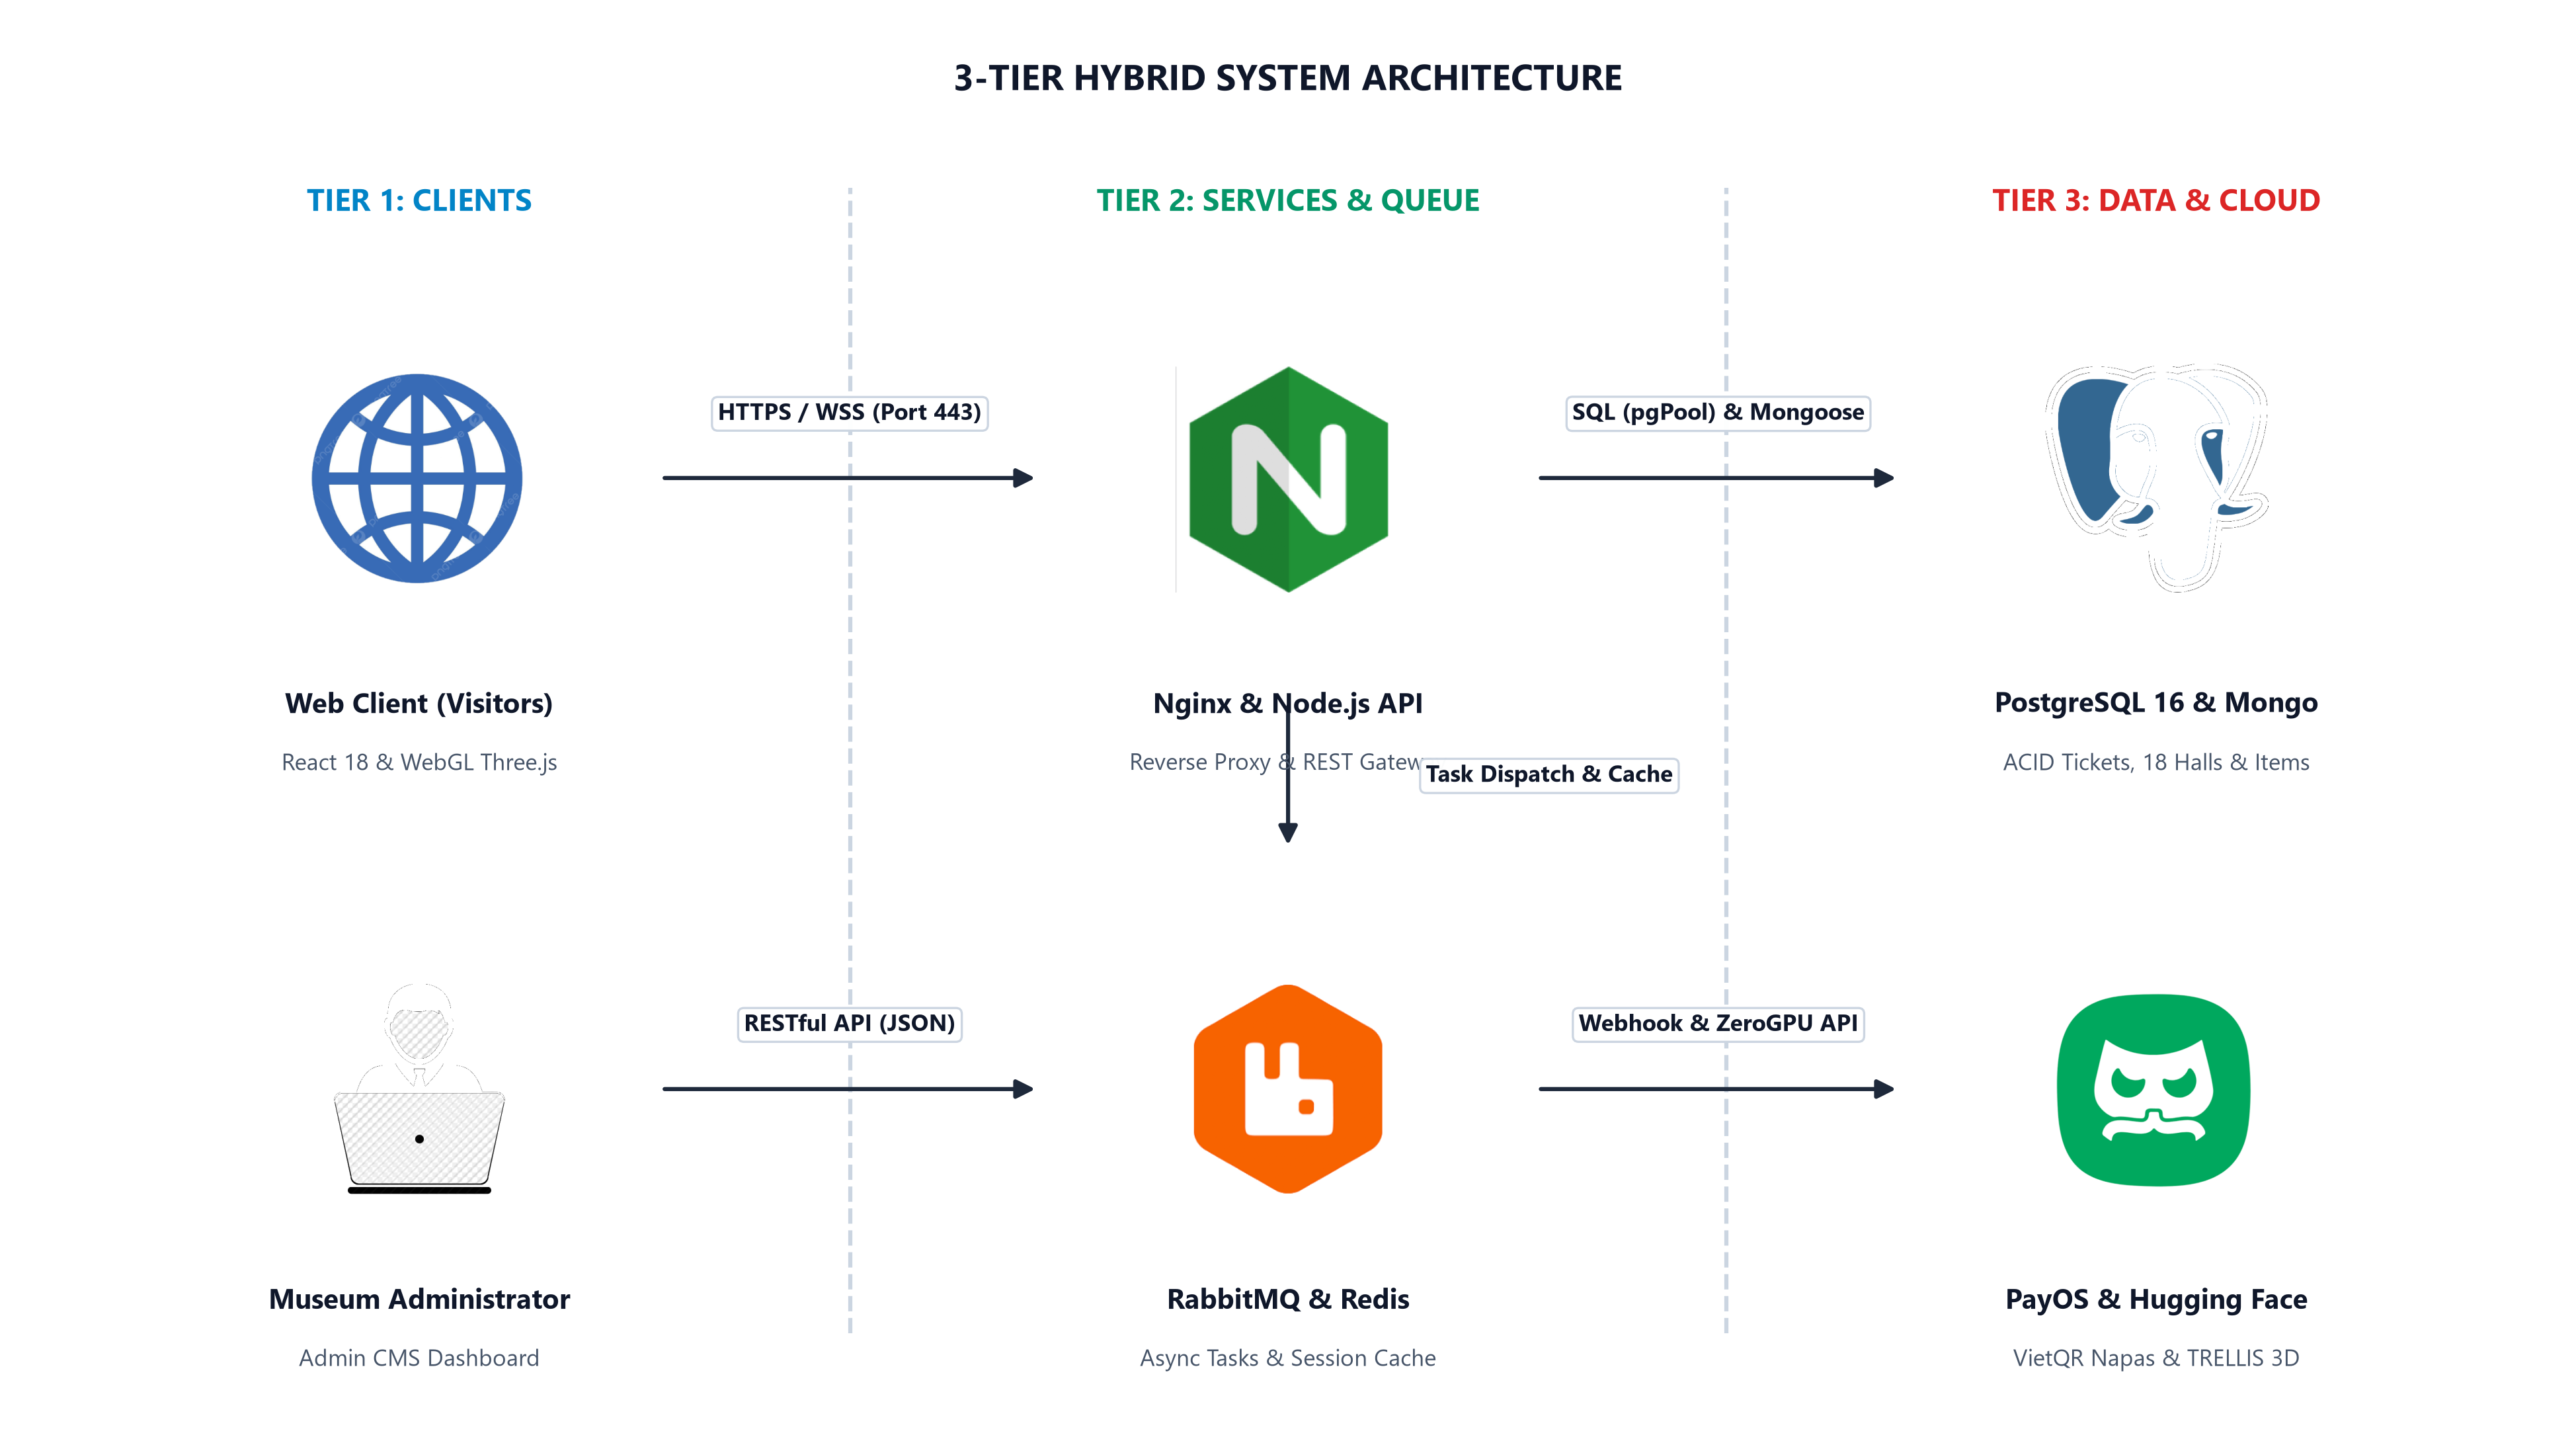 3-TIER HYBRID SYSTEM ARCHITECTURE
TIER 1: CLIENTS
TIER 2: SERVICES & QUEUE
TIER 3: DATA & CLOUD
HTTPS / WSS (Port 443)
SQL (pgPool) & Mongoose
Web Client (Visitors)
React 18 & WebGL Three.js
Nginx & Node.js API
Reverse Proxy & REST Gatew
Task Dispatch & Cache
PostgreSQL 16 & Mongo
ACID Tickets, 18 Halls & Items
RESTful API (JSON)
Webhook & ZeroGPU API
Museum Administrator
Admin CMS Dashboard
RabbitMQ & Redis
Async Tasks & Session Cache
PayOS & Hugging Face
VietQR Napas & TRELLIS 3D